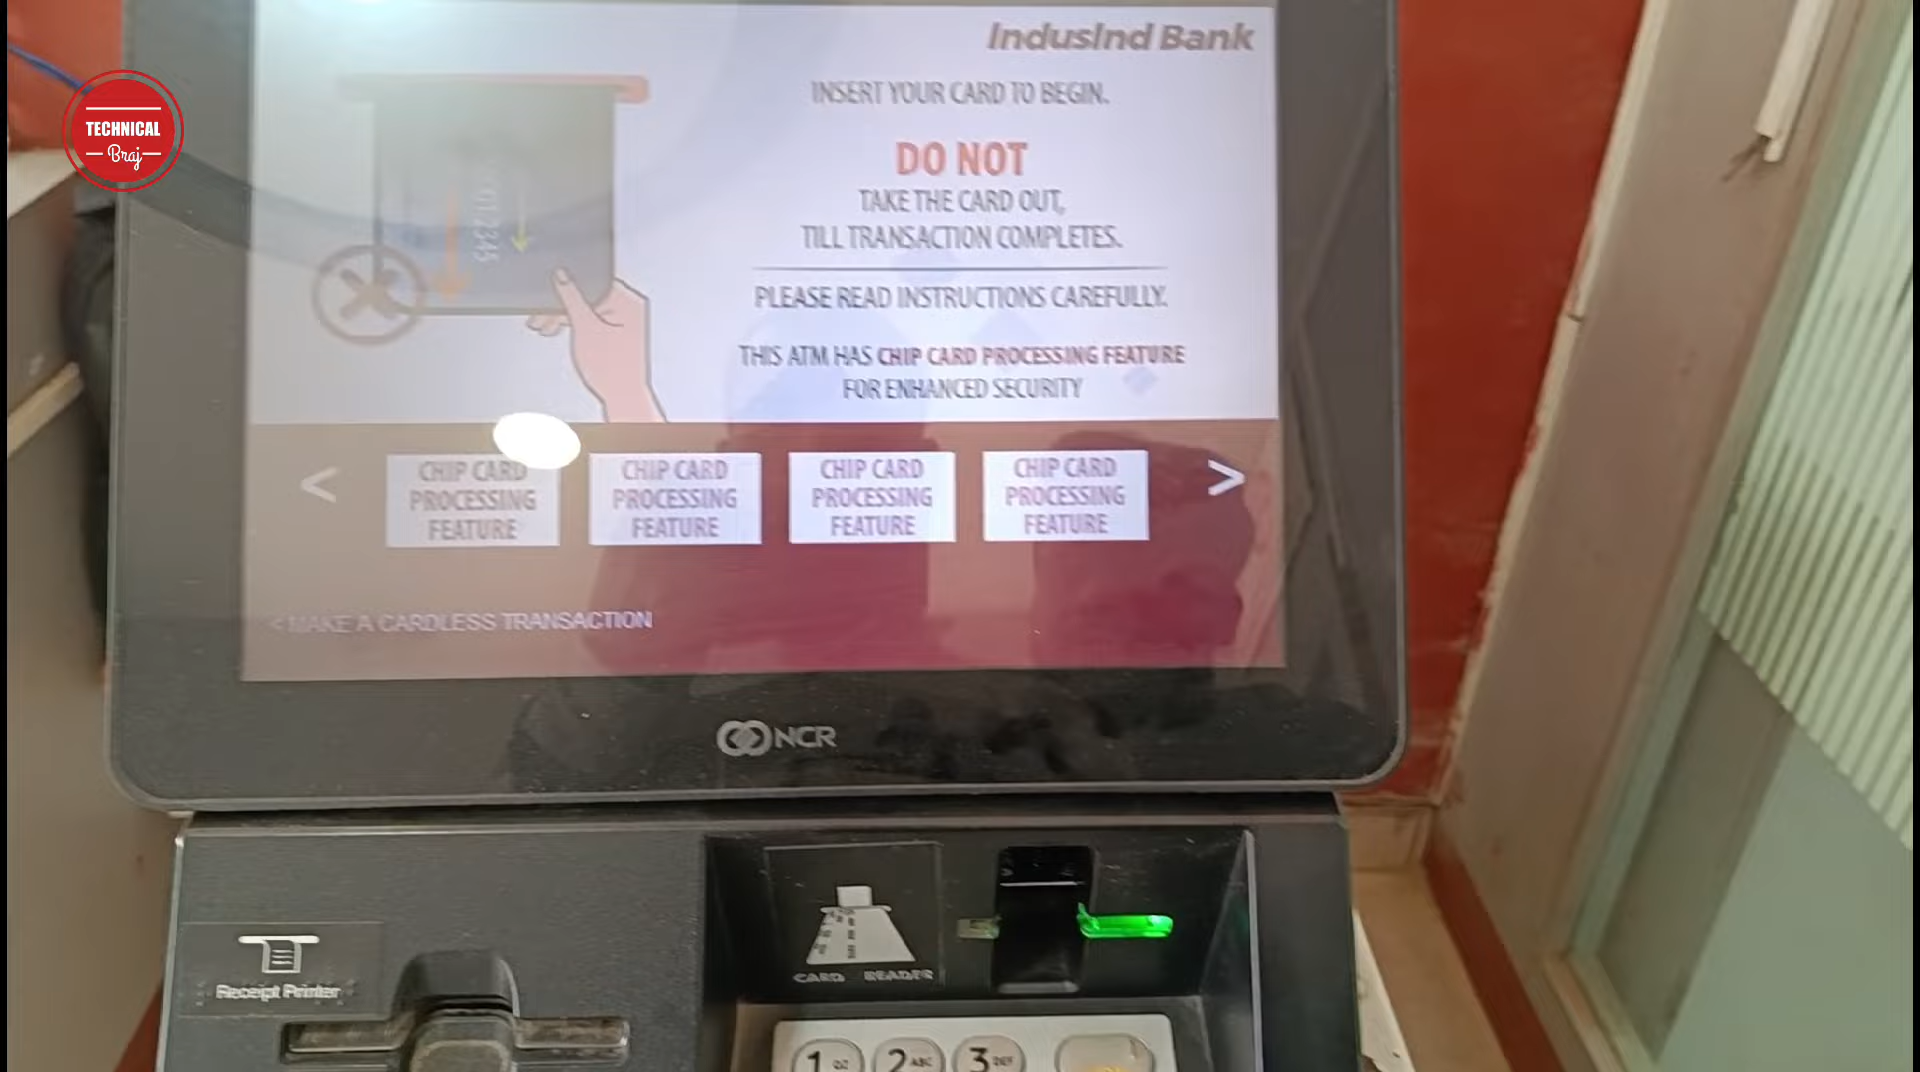 IndusInd Bank
TECHNICAL
Braj
INSERT YOUR CARD TO BEGIN.
DO NOT
TAKE THE CARD OUT,
TILL TRANSACTION COMPLETES.
PLEASE READ INSTRUCTIONS CAREFULLY.
THIS ATM HAS CHIP CARD PROCESSING FEATURE
FOR ENHANCED SECURITY
< CHIP CARD PROCESSING FEATURE
CHIP CARD PROCESSING FEATURE
CHIP CARD PROCESSING FEATURE
CHIP CARD PROCESSING FEATURE >
< MAKE A CARDLESS TRANSACTION
NCR
CARD READER
Receipt Printer
1 QZ 2 ABC 3 DEF